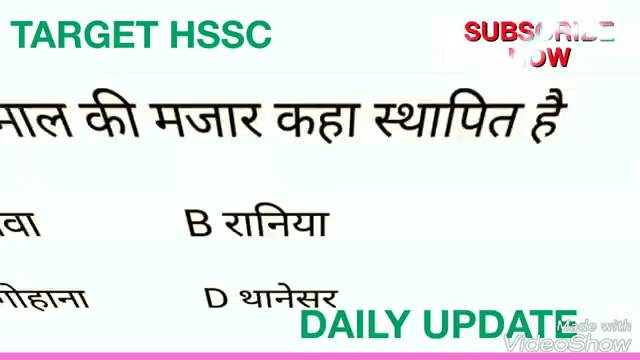 TARGET HSSC
SUBSCRIBE
NOW
माल की मजार कहा स्थापित है
वा B रानिया
गोहाना D थानेसर
DAILY UPDATE
Made with
VideoShow